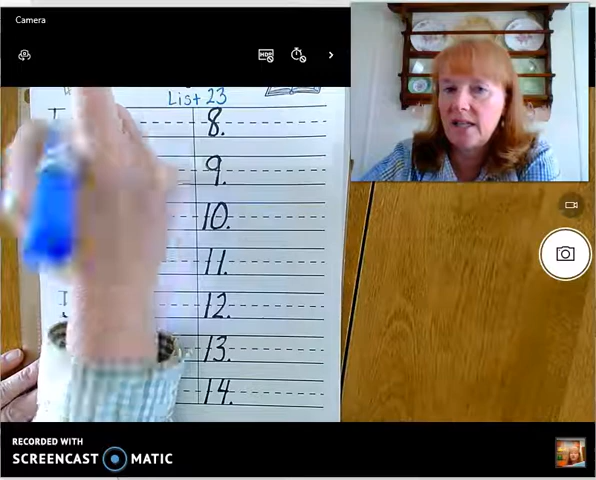 Camera
List 23
8.
9.
10.
11.
12.
13.
14.
RECORDED WITH
SCREENCAST MATIC